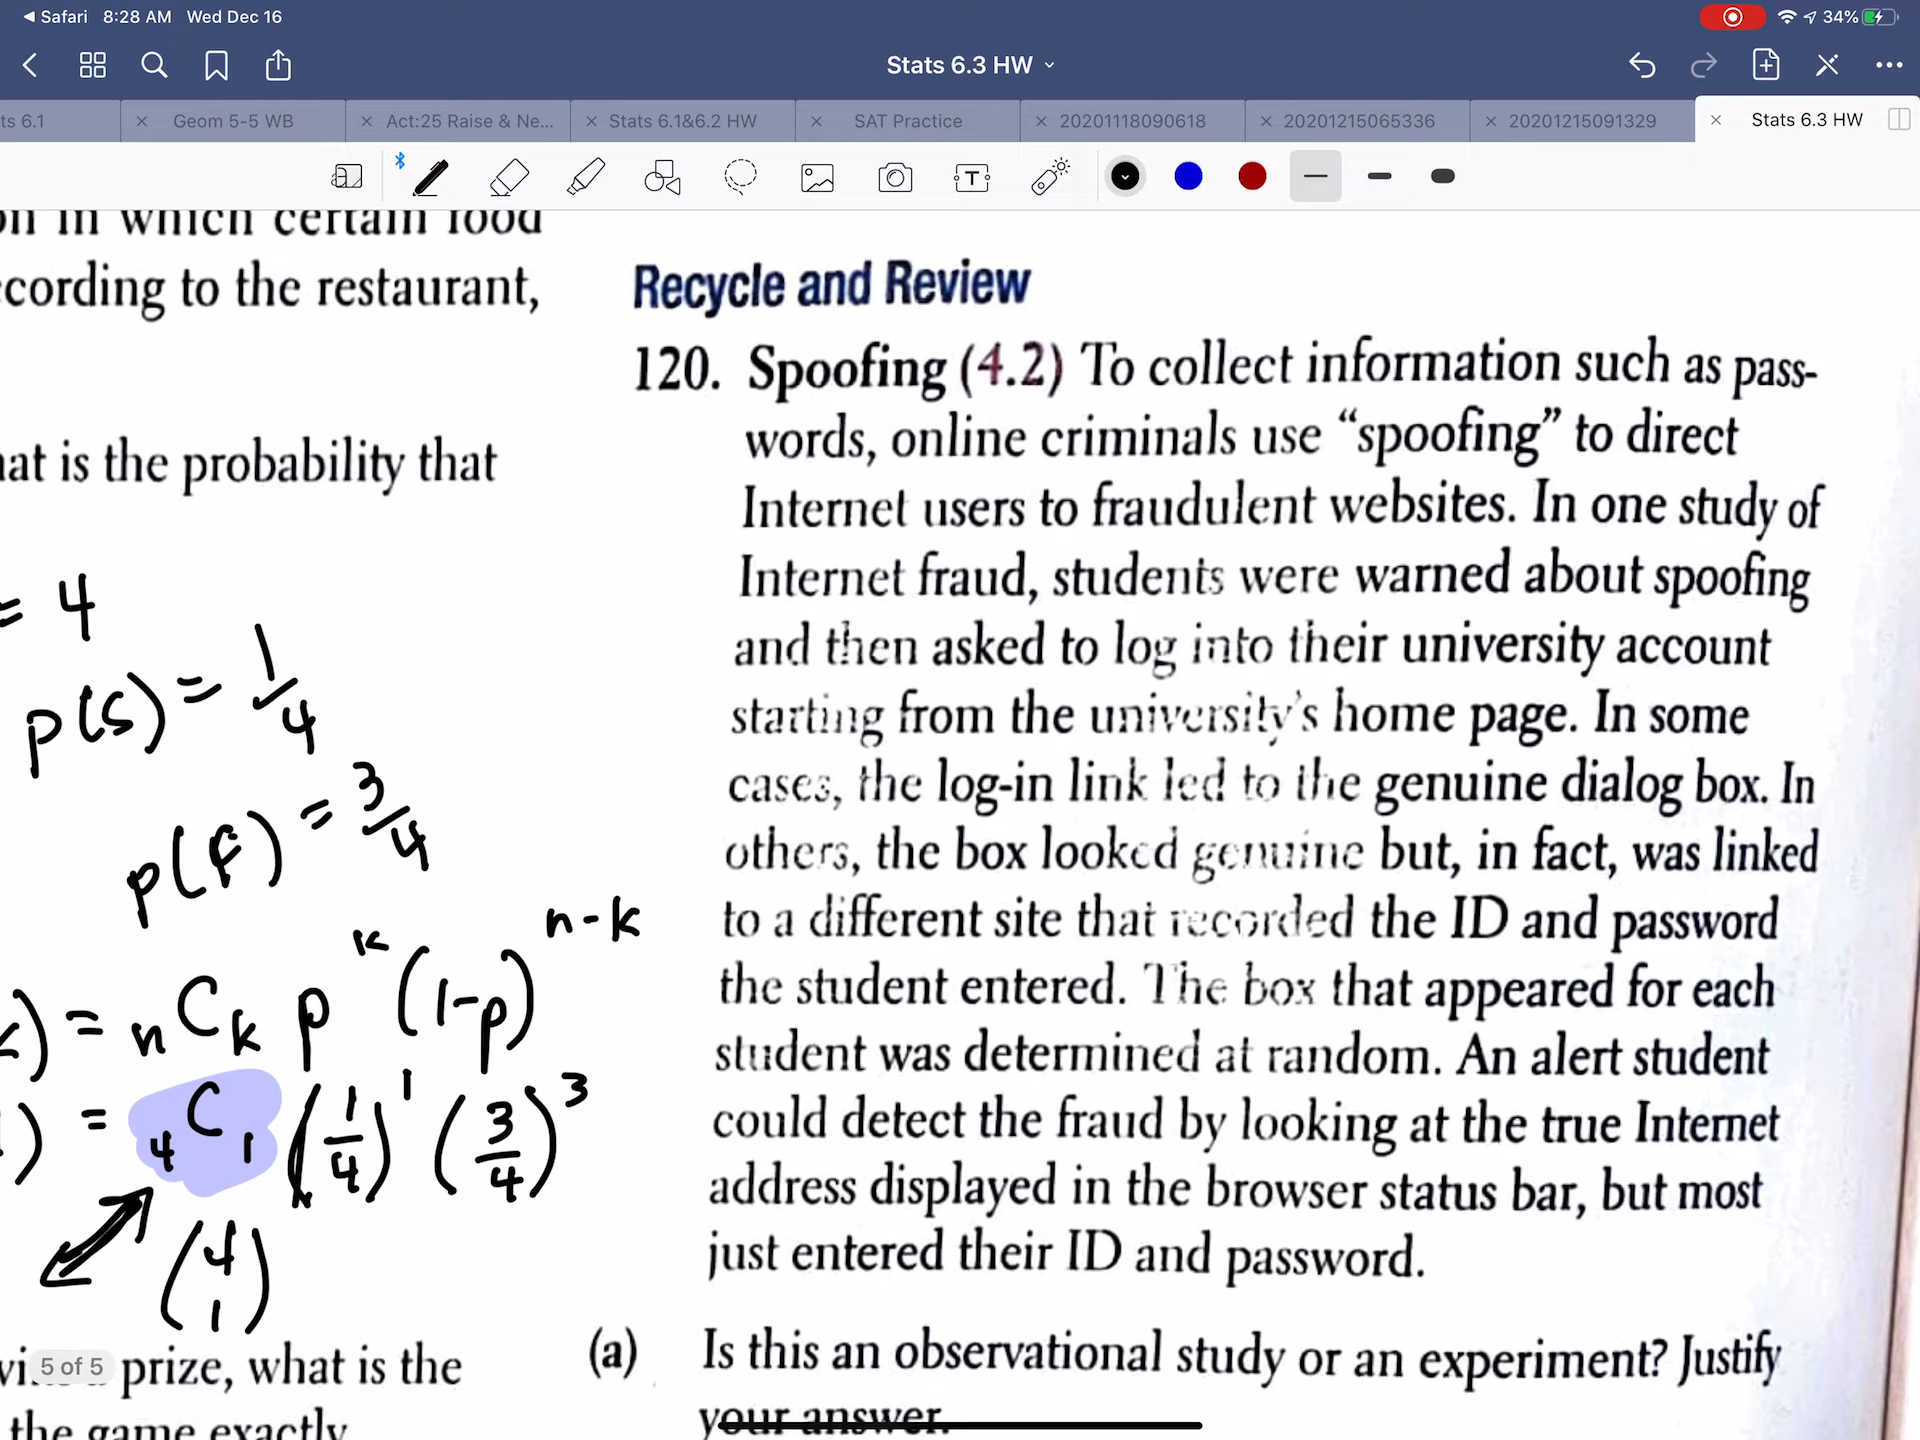 Safari 8:28 AM Wed Dec 16
34%
Stats 6.3 HW
ts 6.1
Geom 5-5 WB
Act:25 Raise & Ne...
Stats 6.1&6.2 HW
SAT Practice
20201118090618
20201215065336
20201215091329
Stats 6.3 HW
on in which certain food
cording to the restaurant,
hat is the probability that
= 4
p(s) = 1/4
p(f) = 3/4
) = nCk p^k (1-p)^n-k
) = 4C1 (1/4)^1 (3/4)^3
(4
1)
5 of 5
prize, what is the
the game exactly
Recycle and Review
120. Spoofing (4.2) To collect information such as pass-
words, online criminals use “spoofing” to direct
Internet users to fraudulent websites. In one study of
Internet fraud, students were warned about spoofing
and then asked to log into their university account
starting from the university’s home page. In some
cases, the log-in link led to the genuine dialog box. In
others, the box looked genuine but, in fact, was linked
to a different site that recorded the ID and password
the student entered. The box that appeared for each
student was determined at random. An alert student
could detect the fraud by looking at the true Internet
address displayed in the browser status bar, but most
just entered their ID and password.
(a) Is this an observational study or an experiment? Justify
your answer.